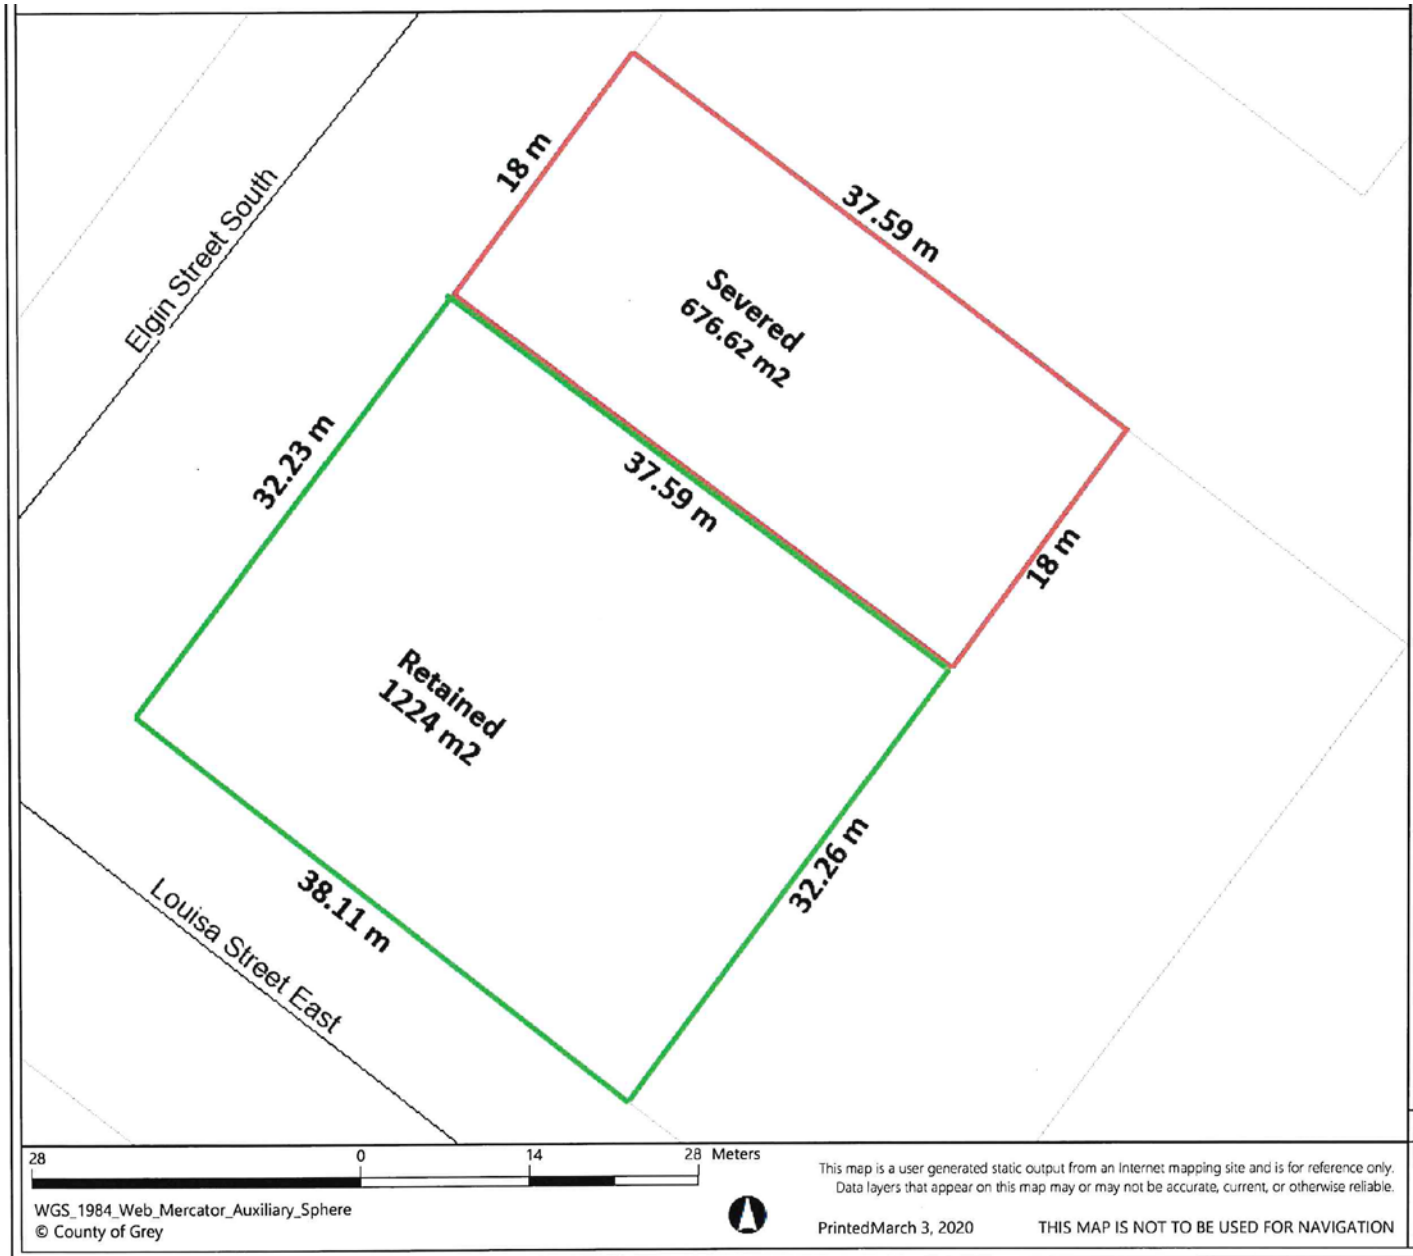 18 m
37.59 m
Elgin Street South
Severed
676.62 m2
32.23 m
37.59 m
18 m
Retained
1224 m2
32.26 m
38.11 m
Louisa Street East
28 0 14 28 Meters
This map is a user generated static output from an Internet mapping site and is for reference only.
Data layers that appear on this map may or may not be accurate, current, or otherwise reliable.
WGS_1984_Web_Mercator_Auxiliary_Sphere
© County of Grey
PrintedMarch 3, 2020
THIS MAP IS NOT TO BE USED FOR NAVIGATION